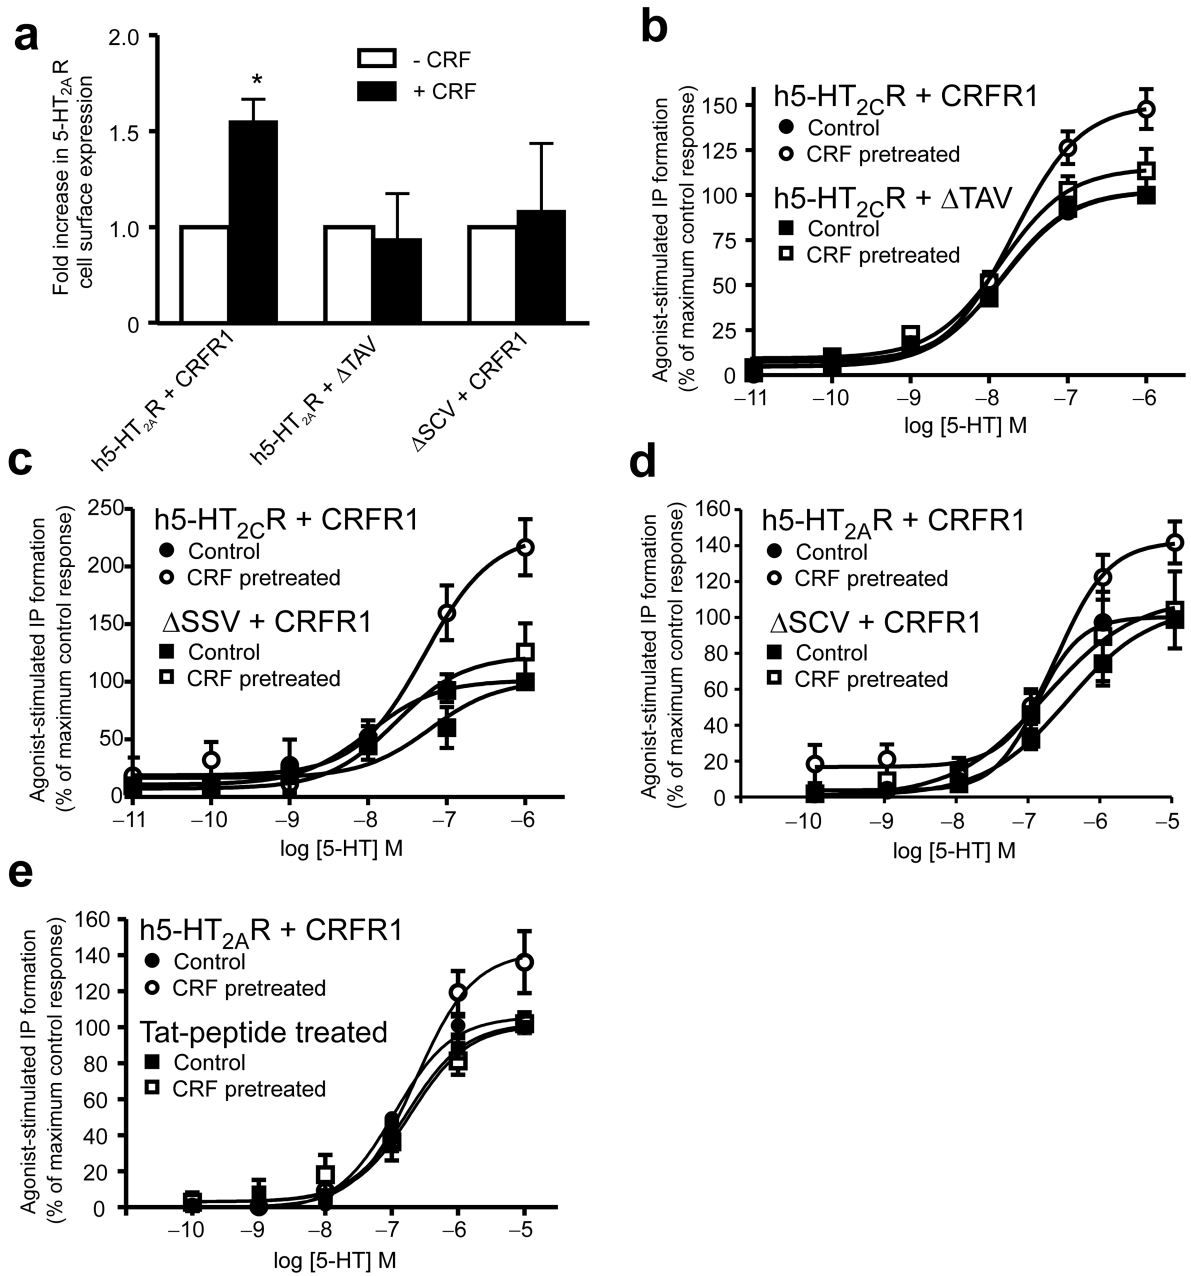 a
Fold increase in 5-HT2A R
cell surface expression
2.0
1.5
1.0
0
*
- CRF
+ CRF
h5-HT2AR + CRFR1
h5-HT2AR + ΔTAV
ΔSCV + CRFR1
b
Agonist-stimulated IP formation
(% of maximum control response)
150
125
100
75
50
25
0
h5-HT2CR + CRFR1
Control
CRF pretreated
h5-HT2CR + ΔTAV
Control
CRF pretreated
–11 –10 –9 –8 –7 –6
log [5-HT] M
c
Agonist-stimulated IP formation
(% of maximum control response)
250
200
150
100
50
0
h5-HT2CR + CRFR1
Control
CRF pretreated
ΔSSV + CRFR1
Control
CRF pretreated
–11 –10 –9 –8 –7 –6
log [5-HT] M
d
Agonist-stimulated IP formation
(% of maximum control response)
160
140
120
100
80
60
40
20
0
h5-HT2AR + CRFR1
Control
CRF pretreated
ΔSCV + CRFR1
Control
CRF pretreated
–10 –9 –8 –7 –6 –5
log [5-HT] M
e
Agonist-stimulated IP formation
(% of maximum control response)
160
140
120
100
80
60
40
20
0
h5-HT2AR + CRFR1
Control
CRF pretreated
Tat-peptide treated
Control
CRF pretreated
–10 –9 –8 –7 –6 –5
log [5-HT] M